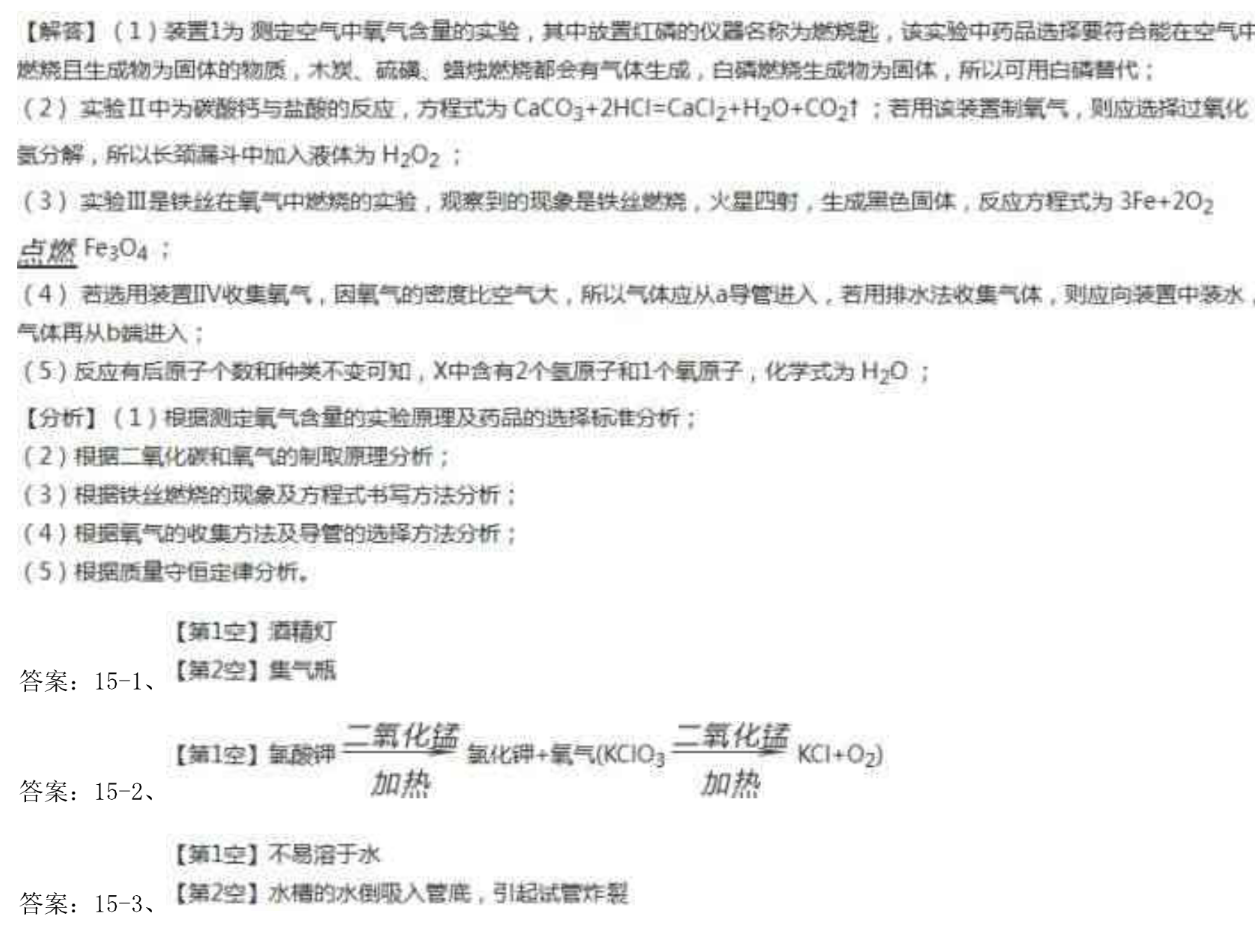 【解答】（1）装置1为 测定空气中氧气含量的实验，其中放置红磷的仪器名称为燃烧匙，该实验中药品选择要符合能在空气中
燃烧且生成物为固体的物质，木炭、硫磺、蜡烛燃烧都会有气体生成，白磷燃烧生成物为固体，所以可用白磷替代；
（2） 实验Ⅱ中为碳酸钙与盐酸的反应，方程式为 CaCO₃+2HCl=CaCl₂+H₂O+CO₂↑ ；若用该装置制氧气，则应选择过氧化
氢分解，所以长颈漏斗中加入液体为 H₂O₂ ；
（3） 实验Ⅲ是铁丝在氧气中燃烧的实验，观察到的现象是铁丝燃烧，火星四射，生成黑色固体，反应方程式为 3Fe+2O₂
点燃 Fe₃O₄ ；
（4） 若选用装置IIV收集氧气，因氧气的密度比空气大，所以气体应从a导管进入，若用排水法收集气体，则应向装置中装水，
气体再从b端进入；
（5）反应有后原子个数和种类不变可知，X中含有2个氢原子和1个氧原子，化学式为 H₂O ；
【分析】（1）根据测定氧气含量的实验原理及药品的选择标准分析；
（2）根据二氧化碳和氧气的制取原理分析；
（3）根据铁丝燃烧的现象及方程式书写方法分析；
（4）根据氧气的收集方法及导管的选择方法分析；
（5）根据质量守恒定律分析。
【第1空】酒精灯
答案：15-1、【第2空】集气瓶
二氧化锰 二氧化锰
【第1空】氯酸钾 氯化钾+氧气(KClO₃ KCl+O₂)
加热 加热
答案：15-2、
【第1空】不易溶于水
答案：15-3、【第2空】水槽的水倒吸入管底，引起试管炸裂